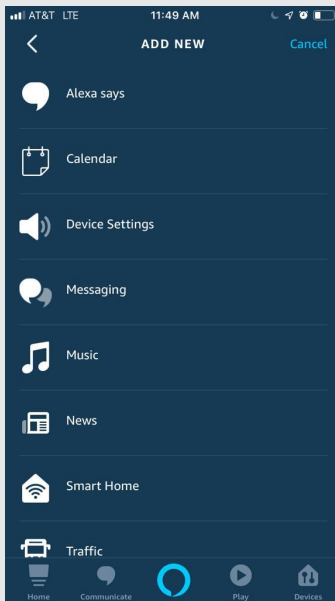 AT&T LTE 11:49 AM
ADD NEW Cancel
Alexa says
Calendar
Device Settings
Messaging
Music
News
Smart Home
Traffic
Home Communicate Play Devices